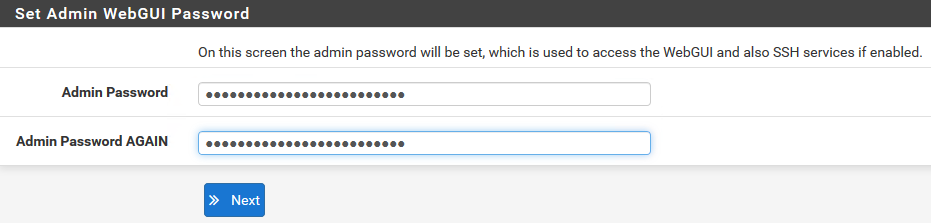 Set Admin WebGUI Password
On this screen the admin password will be set, which is used to access the WebGUI and also SSH services if enabled.
Admin Password •••••••••••••••••••••••••
Admin Password AGAIN •••••••••••••••••••••••••
Next